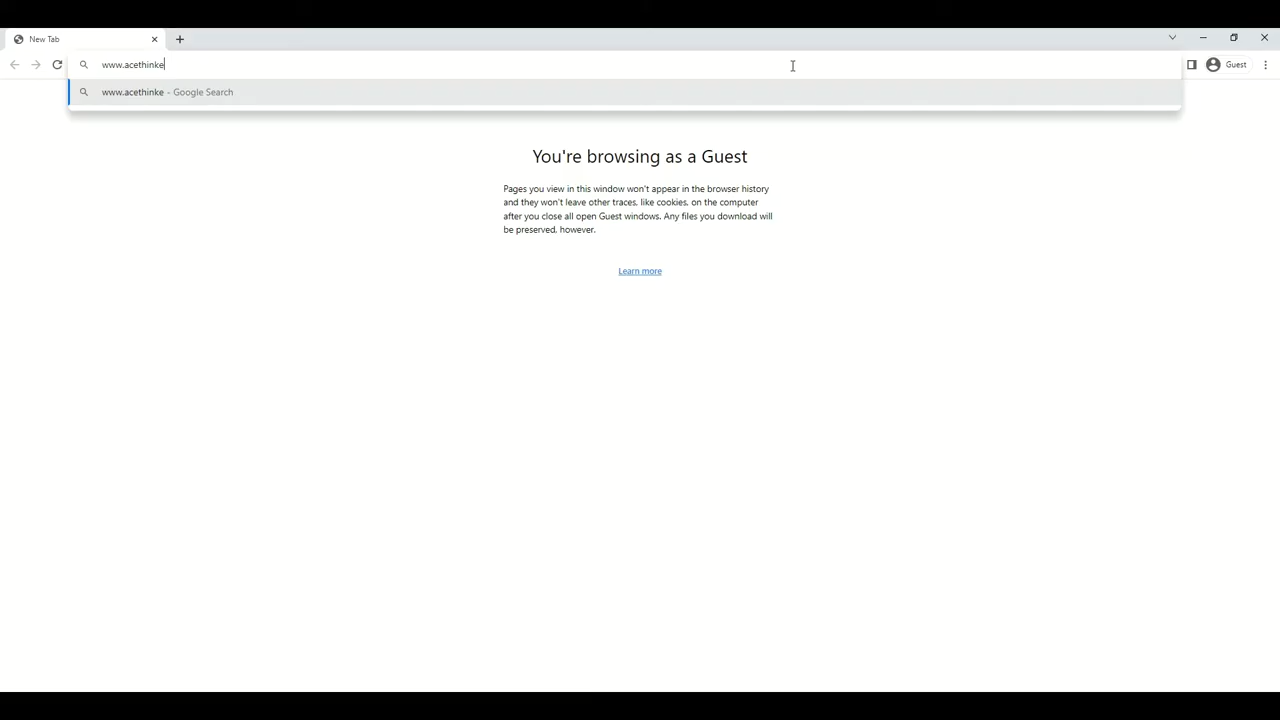 New Tab
www.acethinke
Guest
www.acethinke - Google Search
You're browsing as a Guest
Pages you view in this window won't appear in the browser history
and they won't leave other traces, like cookies, on the computer
after you close all open Guest windows. Any files you download will
be preserved, however.
Learn more